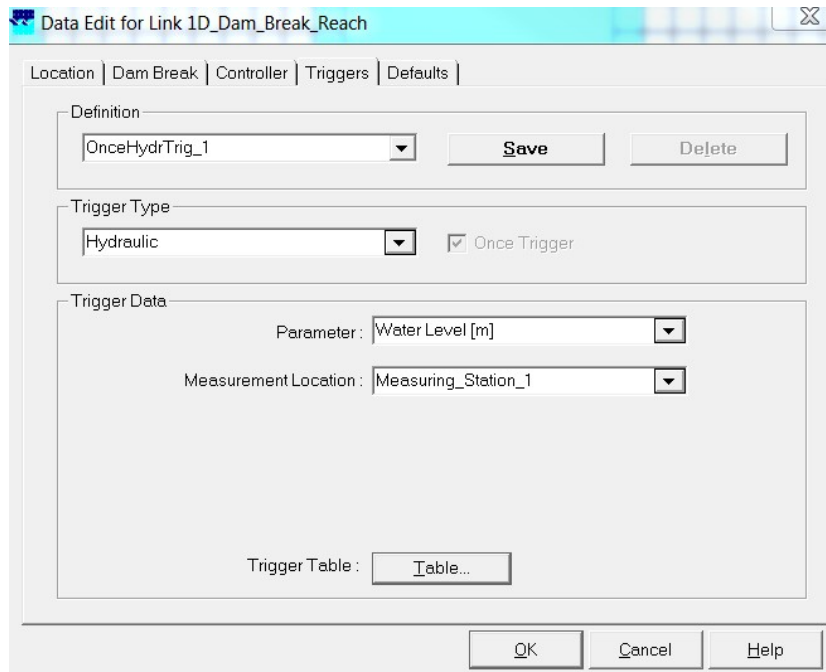 Data Edit for Link 1D_Dam_Break_Reach
Location | Dam Break | Controller | Triggers | Defaults
Definition
OnceHydrTrig_1 Save Delete
Trigger Type
Hydraulic Once Trigger
Trigger Data
Parameter : Water Level [m]
Measurement Location : Measuring_Station_1
Trigger Table : Table...
OK Cancel Help